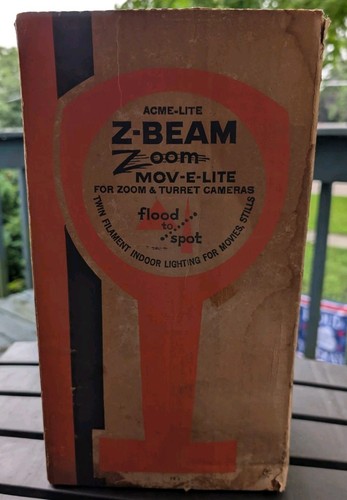 ACME-LITE
Z-BEAM
Zoom
MOV-E-LITE
FOR ZOOM & TURRET CAMERAS
flood
to
spot
TWIN FILAMENT INDOOR LIGHTING FOR MOVIES, STILLS